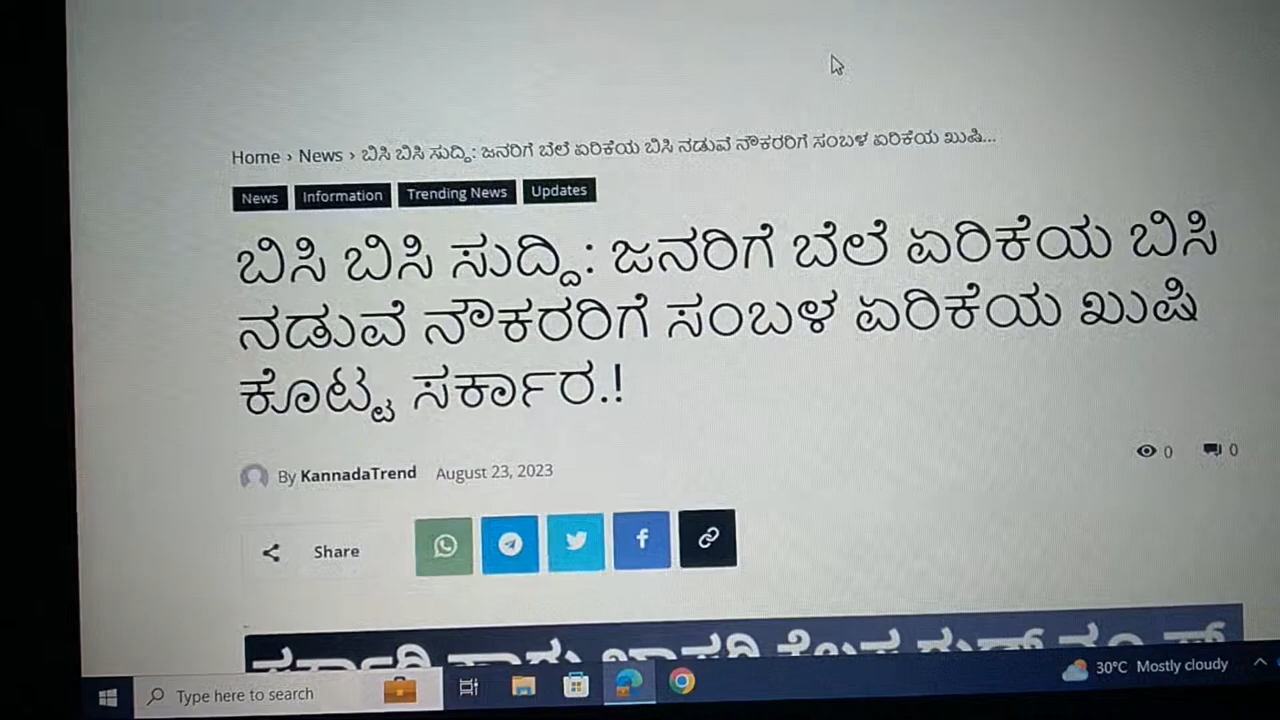 Home › News › ಬಿಸಿ ಬಿಸಿ ಸುದ್ದಿ: ಜನರಿಗೆ ಬೆಲೆ ಏರಿಕೆಯ ಬಿಸಿ ನಡುವೆ ನೌಕರರಿಗೆ ಸಂಬಳ ಏರಿಕೆಯ ಖುಷಿ...
News Information Trending News Updates
ಬಿಸಿ ಬಿಸಿ ಸುದ್ದಿ: ಜನರಿಗೆ ಬೆಲೆ ಏರಿಕೆಯ ಬಿಸಿ
ನಡುವೆ ನೌಕರರಿಗೆ ಸಂಬಳ ಏರಿಕೆಯ ಖುಷಿ
ಕೊಟ್ಟ ಸರ್ಕಾರ.!
By KannadaTrend August 23, 2023 0 0
Share
Type here to search 30°C Mostly cloudy